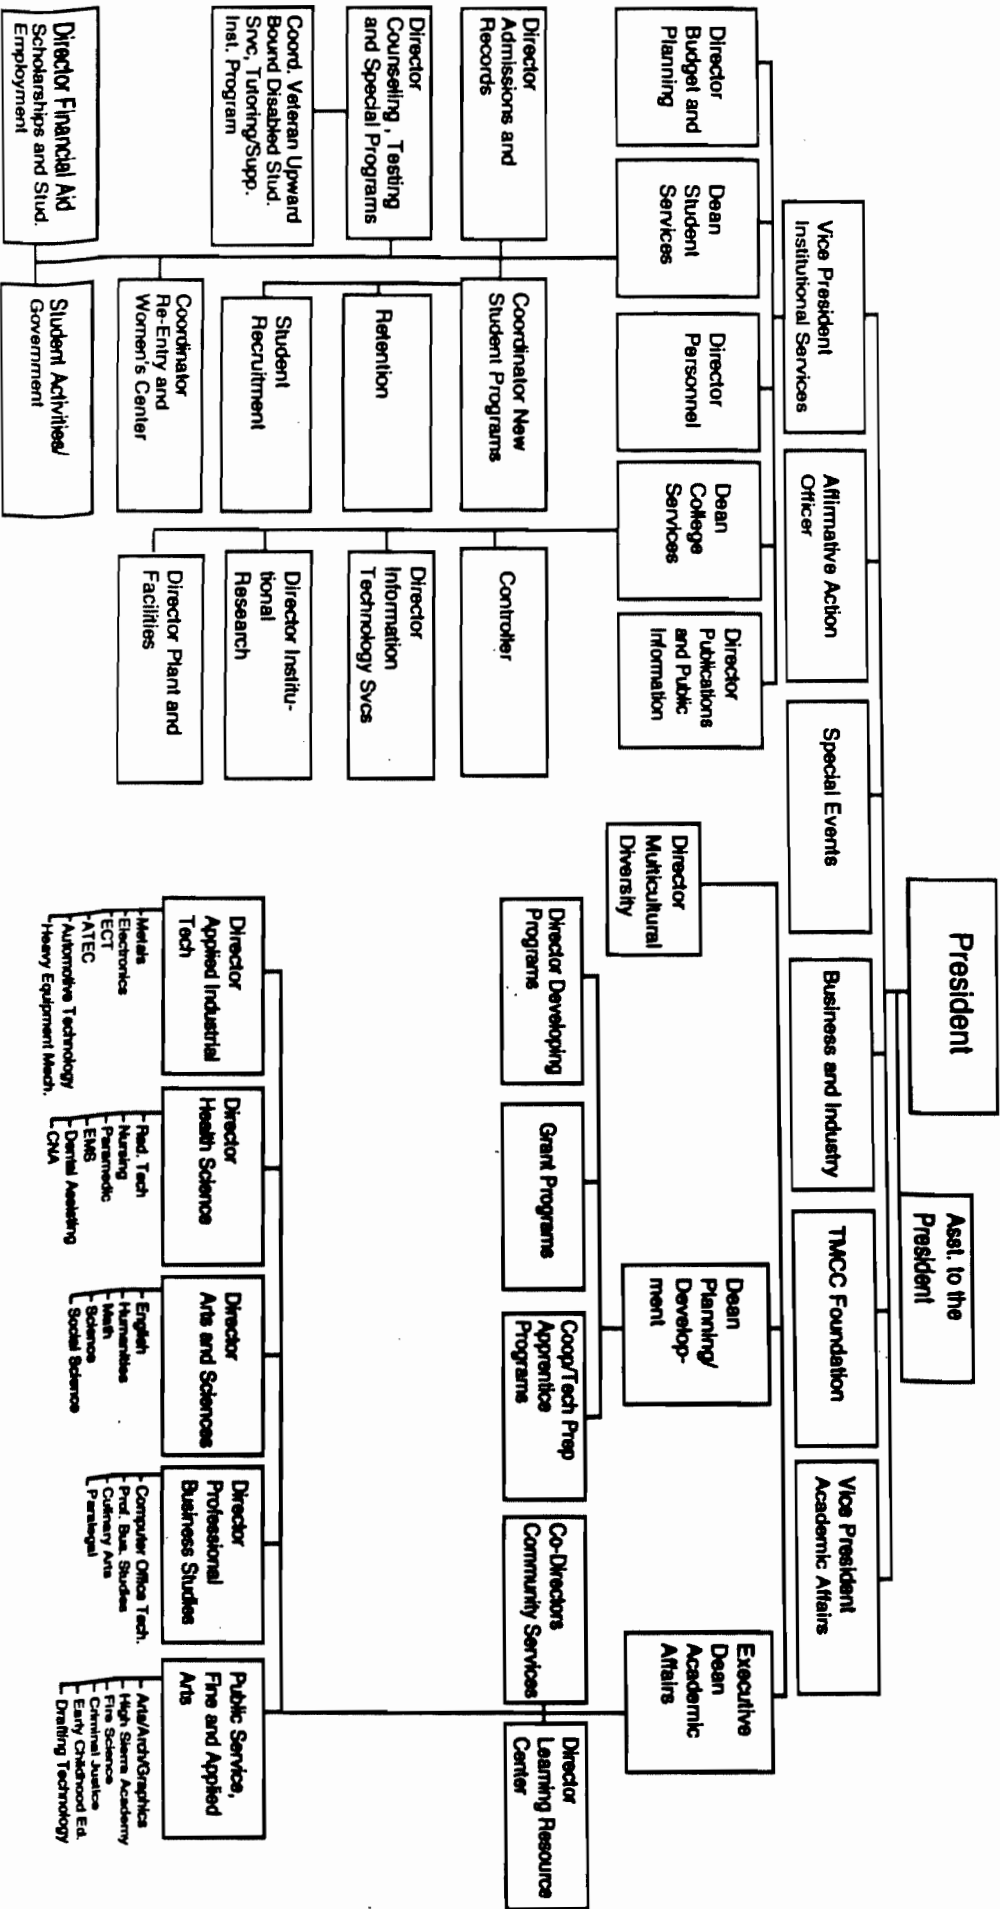 President
Asst. to the
President
Vice President
Institutional Services
Affirmative Action
Officer
Special Events
Business and Industry
TMCC Foundation
Vice President
Academic Affairs
Director
Budget and
Planning
Dean
Student
Services
Director
Personnel
Dean
College
Services
Director
Publications
and Public
Information
Director
Multicultural
Diversity
Dean
Planning/
Develop-
ment
Executive
Dean
Academic
Affairs
Director
Admissions and
Records
Coordinator New
Student Programs
Controller
Director Developing
Programs
Grant Programs
Coop/Tech Prep
Apprentice
Programs
Co-Directors
Community Services
Director
Learning Resource
Center
Director
Counseling , Testing
and Special Programs
Retention
Director
Information
Technology Svcs
Coord. Veteran Upward
Bound Disabled Stud.
Srvc, Tutoring/Supp.
Inst. Program
Student
Recruitment
Director Institu-
tional
Research
Coordinator
Re-Entry and
Women's Center
Director Plant and
Facilities
Director Financial Aid
Scholarships and Stud.
Employment
Student Activities/
Government
Director
Applied Industrial
Tech
Metals
Electronics
ECT
ATEC
Automotive Technology
Heavy Equipment Mech.
Director
Health Science
Rad. Tech
Nursing
Paramedic
EMS
Dental Assisting
CNA
Director
Arts and Sciences
English
Humanities
Math
Science
Social Science
Director
Professional
Business Studies
Computer Office Tech.
Prof. Bus. Studies
Culinary Arts
Paralegal
Public Service,
Fine and Applied
Arts
Arts/Arch/Graphics
High Sierra Academy
Fire Science
Criminal Justice
Early Childhood Ed.
Drafting Technology